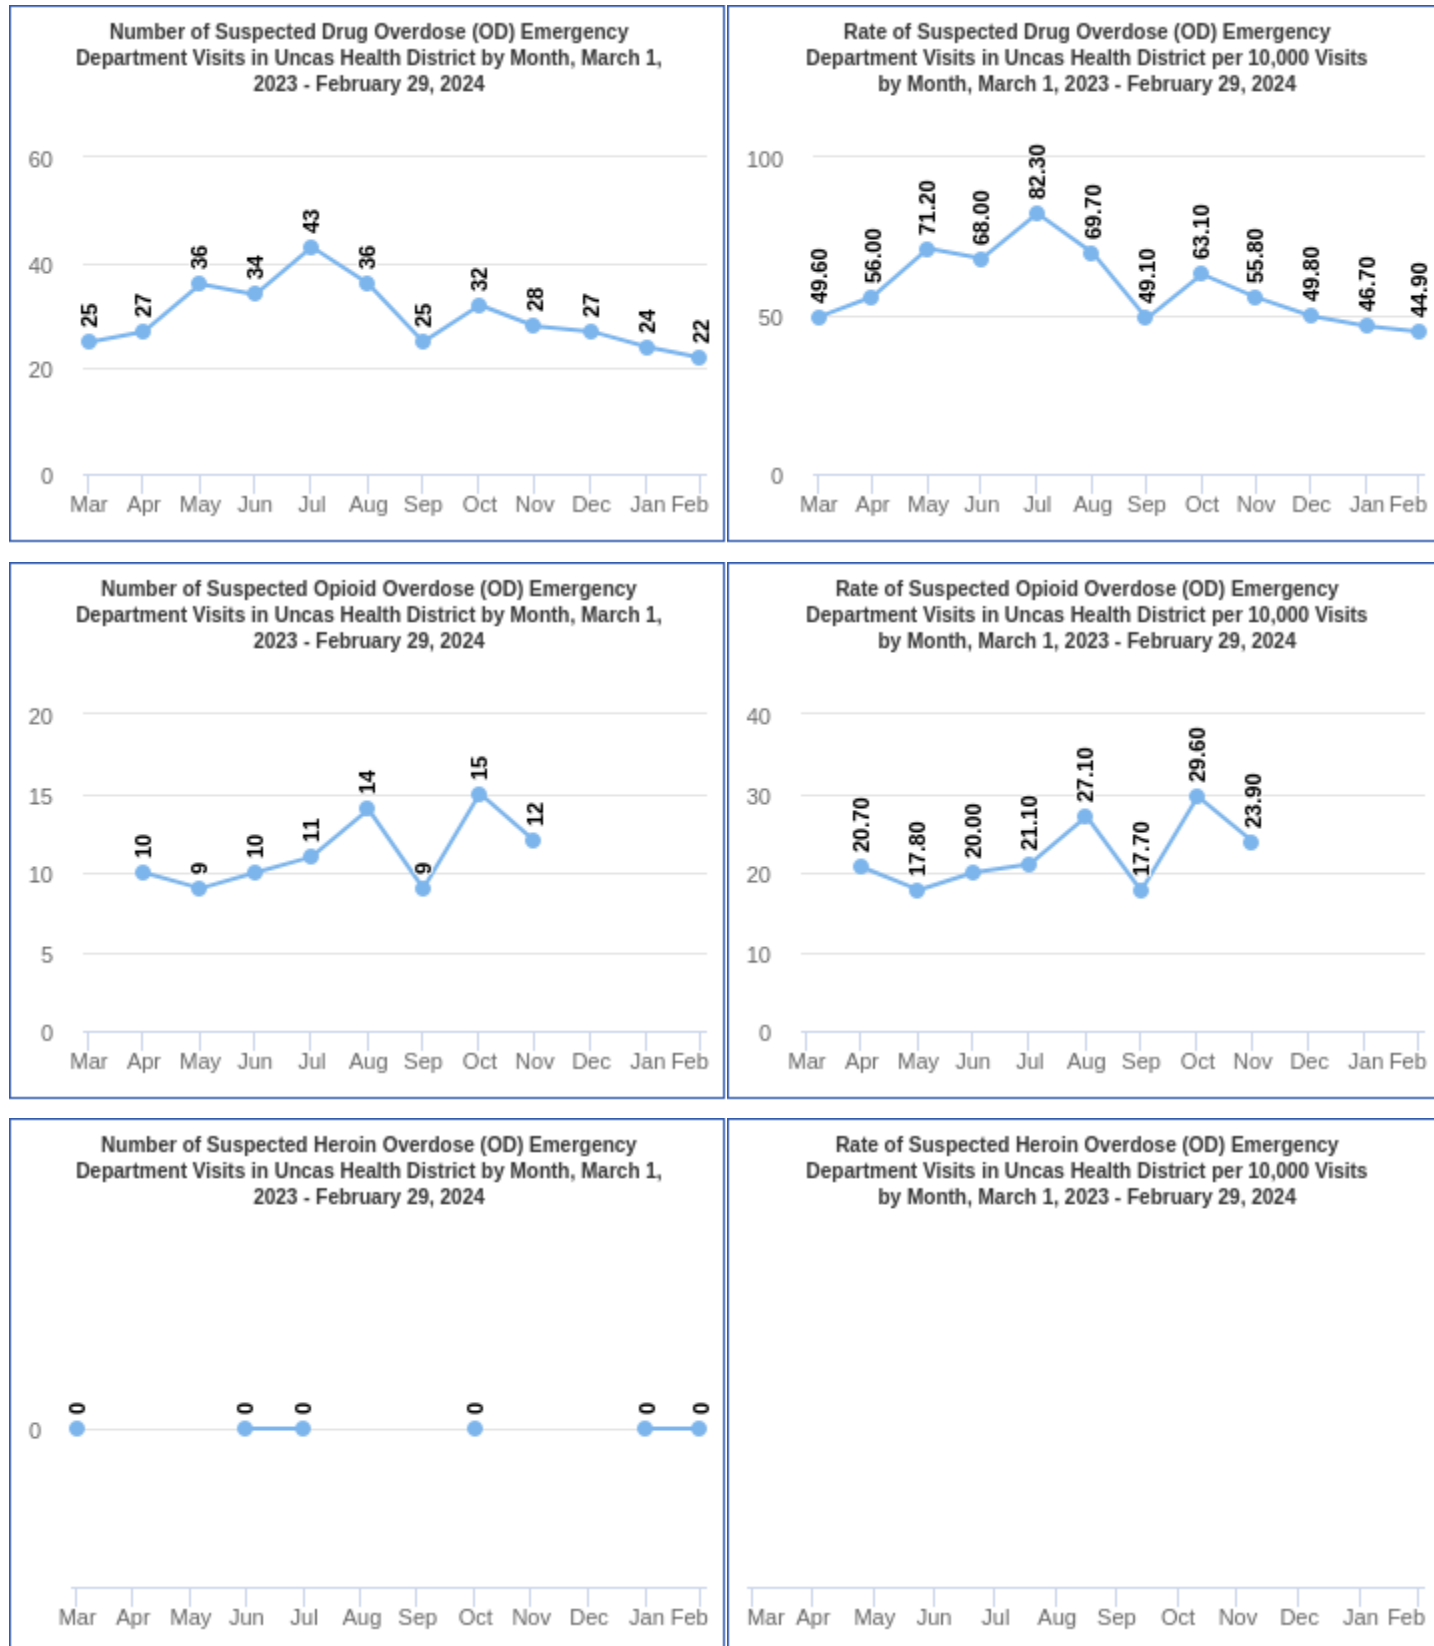 Number of Suspected Drug Overdose (OD) Emergency
Department Visits in Uncas Health District by Month, March 1,
2023 - February 29, 2024
60
40
20
0
25
27
36
34
43
36
25
32
28
27
24
22
Mar Apr May Jun Jul Aug Sep Oct Nov Dec Jan Feb
Rate of Suspected Drug Overdose (OD) Emergency
Department Visits in Uncas Health District per 10,000 Visits
by Month, March 1, 2023 - February 29, 2024
100
50
0
49.60
56.00
71.20
68.00
82.30
69.70
49.10
63.10
55.80
49.80
46.70
44.90
Mar Apr May Jun Jul Aug Sep Oct Nov Dec Jan Feb
Number of Suspected Opioid Overdose (OD) Emergency
Department Visits in Uncas Health District by Month, March 1,
2023 - February 29, 2024
20
15
10
5
0
10
9
10
11
14
9
15
12
Mar Apr May Jun Jul Aug Sep Oct Nov Dec Jan Feb
Rate of Suspected Opioid Overdose (OD) Emergency
Department Visits in Uncas Health District per 10,000 Visits
by Month, March 1, 2023 - February 29, 2024
40
30
20
10
0
20.70
17.80
20.00
21.10
27.10
17.70
29.60
23.90
Mar Apr May Jun Jul Aug Sep Oct Nov Dec Jan Feb
Number of Suspected Heroin Overdose (OD) Emergency
Department Visits in Uncas Health District by Month, March 1,
2023 - February 29, 2024
0
0
0
0
0
0
0
Mar Apr May Jun Jul Aug Sep Oct Nov Dec Jan Feb
Rate of Suspected Heroin Overdose (OD) Emergency
Department Visits in Uncas Health District per 10,000 Visits
by Month, March 1, 2023 - February 29, 2024
Mar Apr May Jun Jul Aug Sep Oct Nov Dec Jan Feb